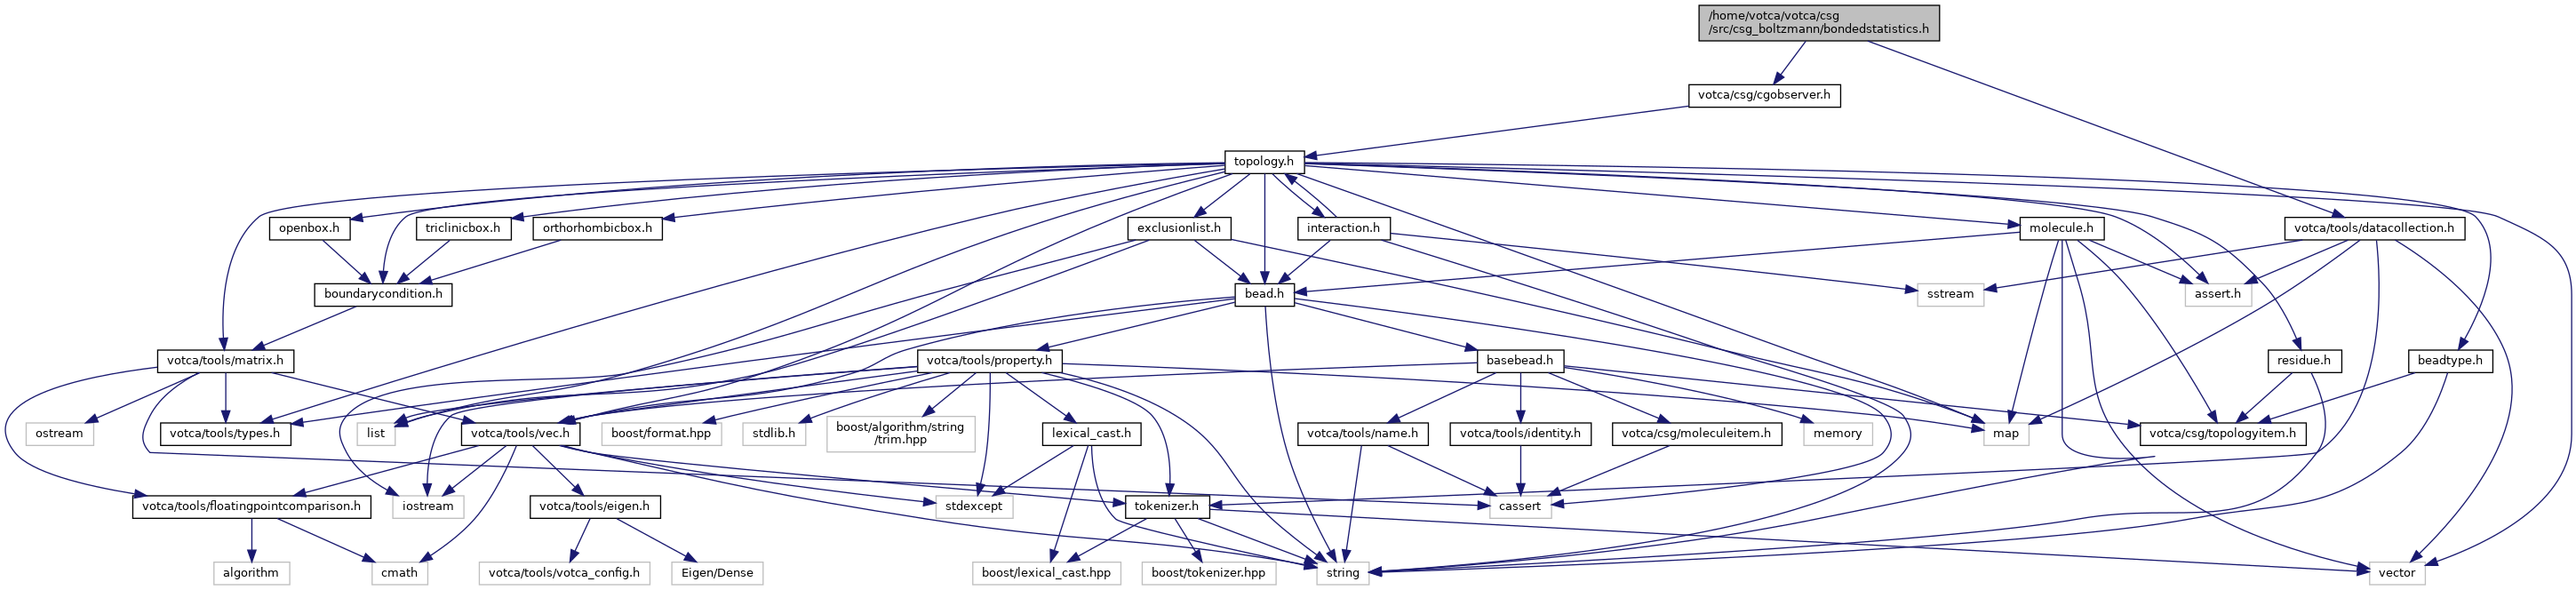 /home/votca/votca/csg
/src/csg_boltzmann/bondedstatistics.h
votca/csg/cgobserver.h
topology.h
openbox.h
triclinicbox.h
orthorhombicbox.h
exclusionlist.h
interaction.h
molecule.h
votca/tools/datacollection.h
boundarycondition.h
bead.h
sstream
assert.h
votca/tools/matrix.h
votca/tools/property.h
basebead.h
residue.h
beadtype.h
ostream
votca/tools/types.h
list
votca/tools/vec.h
boost/format.hpp
stdlib.h
boost/algorithm/string
/trim.hpp
lexical_cast.h
votca/tools/name.h
votca/tools/identity.h
votca/csg/moleculeitem.h
memory
map
votca/csg/topologyitem.h
votca/tools/floatingpointcomparison.h
iostream
votca/tools/eigen.h
stdexcept
tokenizer.h
cassert
algorithm
cmath
votca/tools/votca_config.h
Eigen/Dense
boost/lexical_cast.hpp
boost/tokenizer.hpp
string
vector